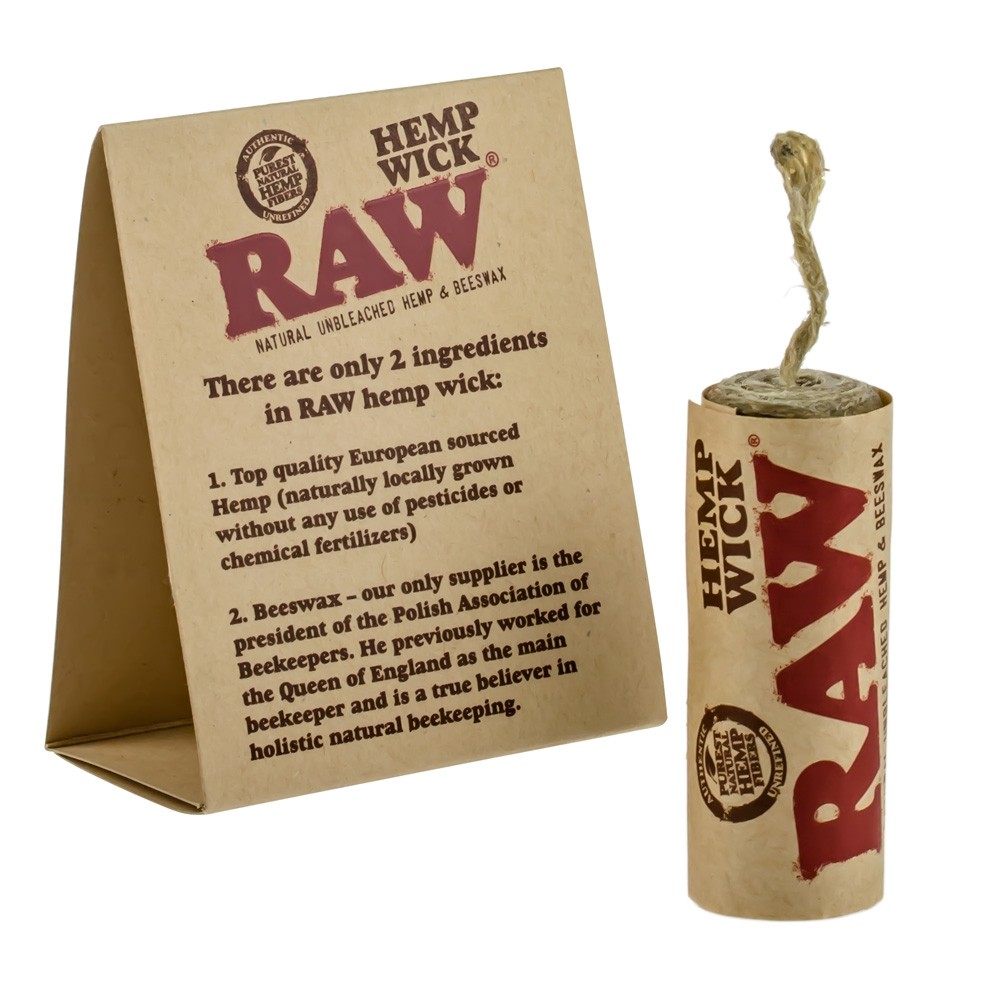 AUTHENTIC
PUREST
NATURAL
HEMP
FIBERS
UNREFINED
HEMP
WICK
RAW®
NATURAL UNBLEACHED HEMP & BEESWAX
There are only 2 ingredients
in RAW hemp wick:
1. Top quality European sourced
Hemp (naturally locally grown
without any use of pesticides or
chemical fertilizers)
2. Beeswax – our only supplier is the
president of the Polish Association of
Beekeepers. He previously worked for
the Queen of England as the main
beekeeper and is a true believer in
holistic natural beekeeping.
HEMP
WICK
RAW®
UNBLEACHED HEMP & BEESWAX
AUTHENTIC
PUREST
NATURAL
HEMP
FIBERS
UNREFINED